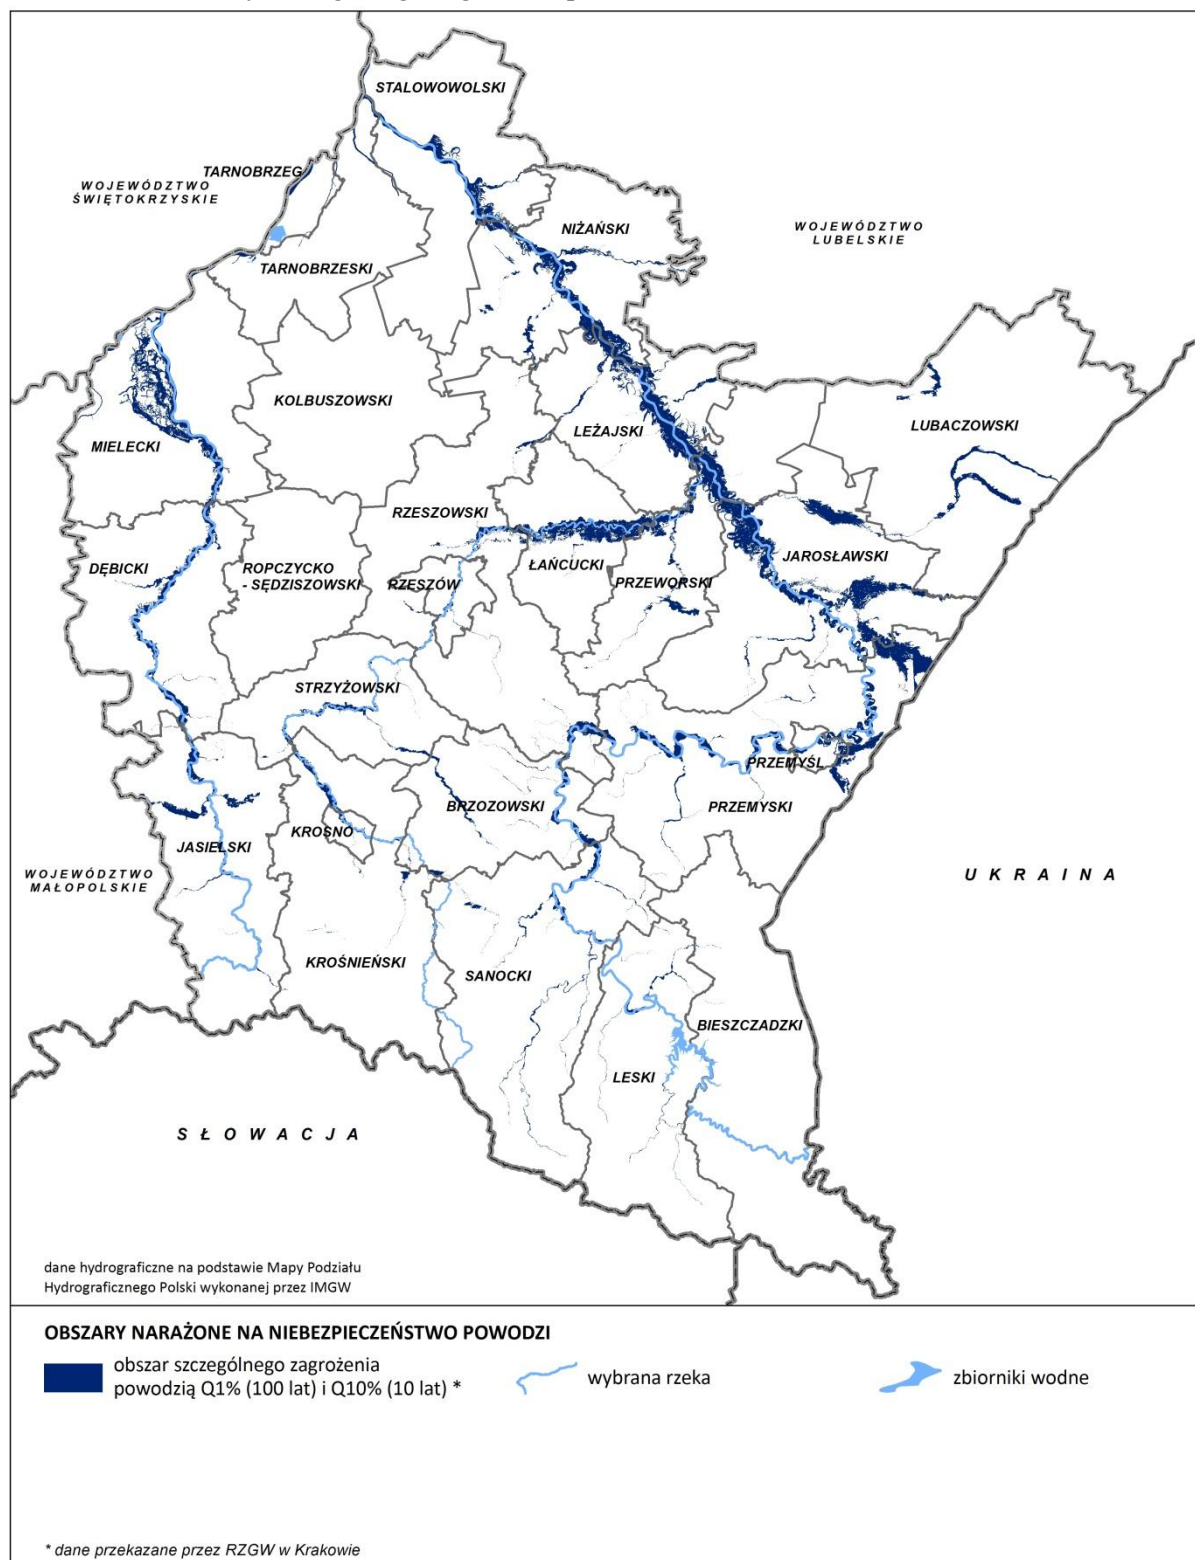 STALOWOWOLSKI
TARNOBRZEG
WOJEWÓDZTWO
ŚWIĘTOKRZYSKIE
NIŻAŃSKI
WOJEWÓDZTWO
LUBELSKIE
TARNOBRZESKI
KOLBUSZOWSKI
LEŻAJSKI
LUBACZOWSKI
MIELECKI
RZESZOWSKI
DĘBICKI
ROPCZYCKO
- SĘDZISZOWSKI
RZESZÓW
ŁAŃCUCKI
PRZEWORSKI
JAROSŁAWSKI
STRZYŻOWSKI
PRZEMYŚL
BRZOZOWSKI
PRZEMYSKI
KROSNO
JASIELSKI
WOJEWÓDZTWO
MAŁOPOLSKIE
UKRAINA
KROŚNIEŃSKI
SANOCKI
BIESZCZADZKI
LESKI
SŁOWACJA
dane hydrograficzne na podstawie Mapy Podziału
Hydrograficznego Polski wykonanej przez IMGW
OBSZARY NARAŻONE NA NIEBEZPIECZEŃSTWO POWODZI
obszar szczególnego zagrożenia
powodzią Q1% (100 lat) i Q10% (10 lat) *
wybrana rzeka
zbiorniki wodne
* dane przekazane przez RZGW w Krakowie